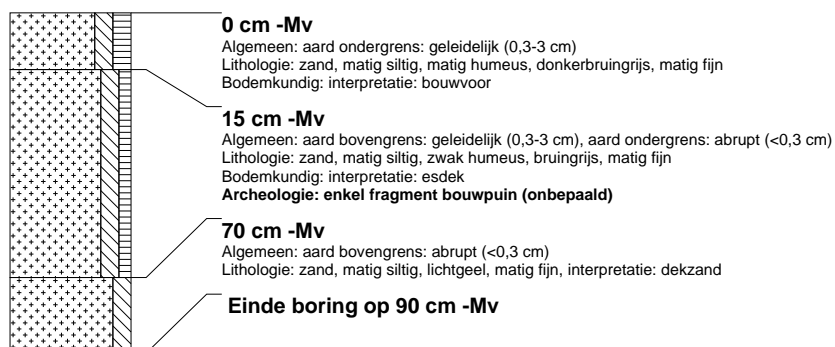 0 cm -Mv
Algemeen: aard ondergrens: geleidelijk (0,3-3 cm)
Lithologie: zand, matig siltig, matig humeus, donkerbruingrijs, matig fijn
Bodemkundig: interpretatie: bouwvoor
15 cm -Mv
Algemeen: aard bovengrens: geleidelijk (0,3-3 cm), aard ondergrens: abrupt (<0,3 cm)
Lithologie: zand, matig siltig, zwak humeus, bruingrijs, matig fijn
Bodemkundig: interpretatie: esdek
Archeologie: enkel fragment bouwpuin (onbepaald)
70 cm -Mv
Algemeen: aard bovengrens: abrupt (<0,3 cm)
Lithologie: zand, matig siltig, lichtgeel, matig fijn, interpretatie: dekzand
Einde boring op 90 cm -Mv